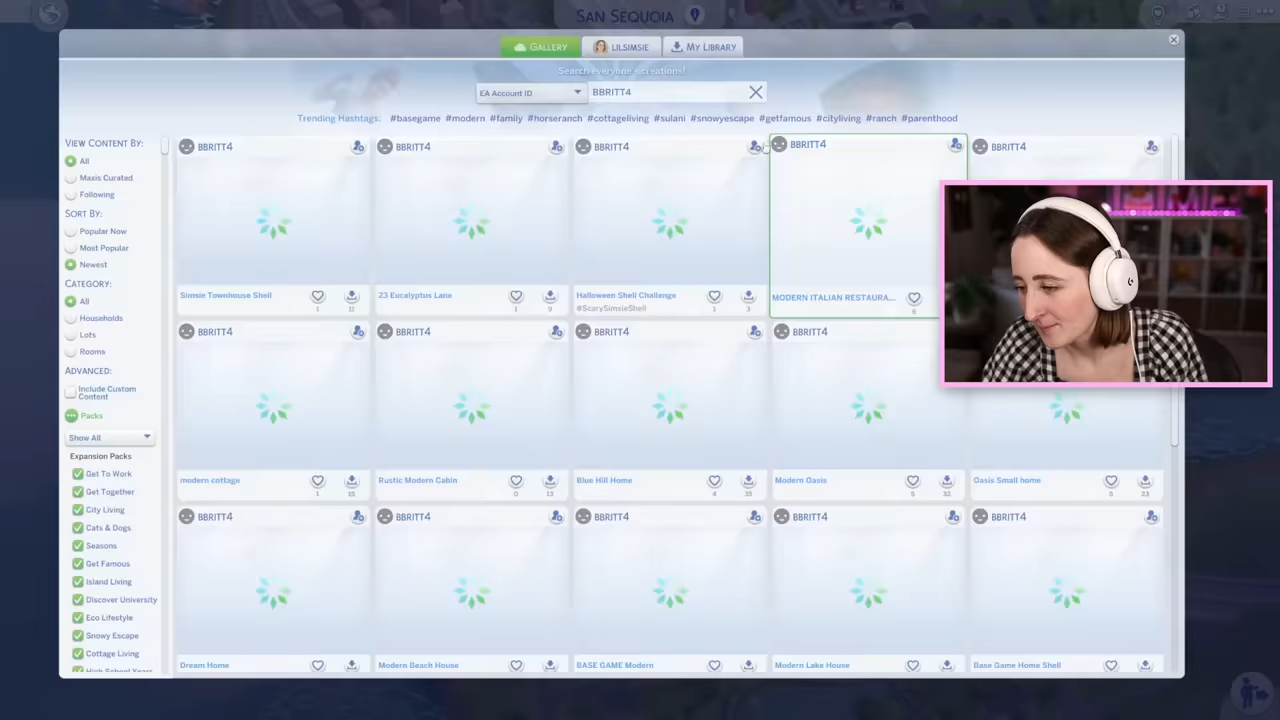 SAN SEQUOIA
GALLERY
LILSIMSIE
MY LIBRARY
Search everyone's creations!
EA Account ID
BBRITT4
Trending Hashtags: #basegame #modern #family #horseranch #cottageliving #sulani #snowyescape #getfamous #cityliving #ranch #parenthood
VIEW CONTENT BY:
All
Maxis Curated
Following
SORT BY:
Popular Now
Most Popular
Newest
CATEGORY:
All
Households
Lots
Rooms
ADVANCED:
Include Custom
Content
Packs
Show All
Expansion Packs
Get To Work
Get Together
City Living
Cats & Dogs
Seasons
Get Famous
Island Living
Discover University
Eco Lifestyle
Snowy Escape
Cottage Living
High School Years
BBRITT4 BBRITT4 BBRITT4 BBRITT4 BBRITT4
Simsie Townhouse Shell 1 11
23 Eucalyptus Lane 1 9
Halloween Shell Challenge 1 3
#ScarySimsieShell
MODERN ITALIAN RESTAURA... 6
BBRITT4 BBRITT4 BBRITT4 BBRITT4
modern cottage 1 15
Rustic Modern Cabin 0 13
Blue Hill Home 4 35
Modern Oasis 5 32
Oasis Small home 5 23
BBRITT4 BBRITT4 BBRITT4 BBRITT4 BBRITT4
Dream Home
Modern Beach House
BASE GAME Modern
Modern Lake House
Base Game Home Shell